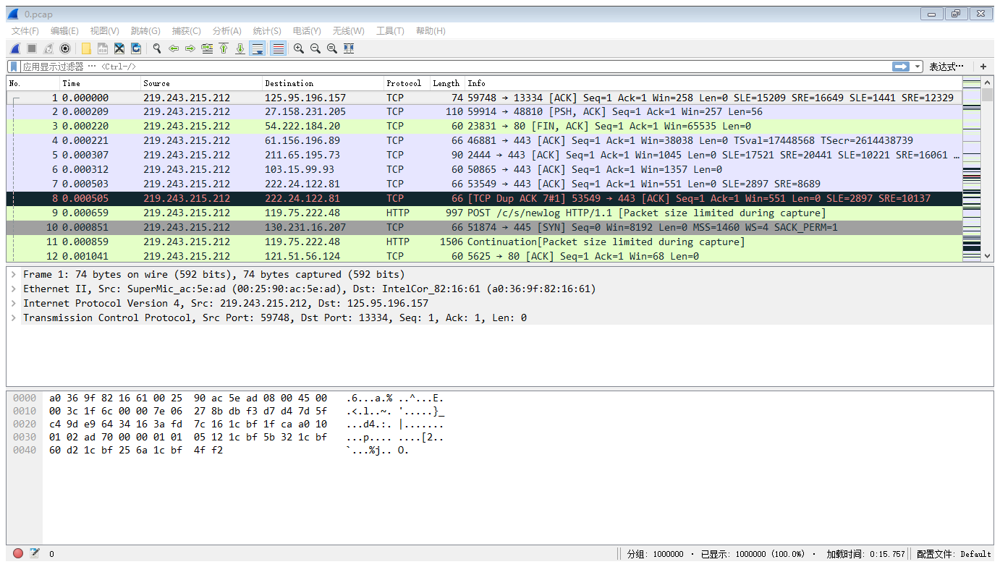 0.pcap
文件(F) 编辑(E) 视图(V) 跳转(G) 捕获(C) 分析(A) 统计(S) 电话(Y) 无线(W) 工具(T) 帮助(H)
应用显示过滤器 … <Ctrl-/> 表达式… +
No. Time Source Destination Protocol Length Info
1 0.000000 219.243.215.212 125.95.196.157 TCP 74 59748 → 13334 [ACK] Seq=1 Ack=1 Win=258 Len=0 SLE=15209 SRE=16649 SLE=1441 SRE=12329
2 0.000209 219.243.215.212 27.158.231.205 TCP 110 59914 → 48810 [PSH, ACK] Seq=1 Ack=1 Win=257 Len=56
3 0.000220 219.243.215.212 54.222.184.20 TCP 60 23831 → 80 [FIN, ACK] Seq=1 Ack=1 Win=65535 Len=0
4 0.000221 219.243.215.212 61.156.196.89 TCP 66 46881 → 443 [ACK] Seq=1 Ack=1 Win=38038 Len=0 TSval=17448568 TSecr=2614438739
5 0.000307 219.243.215.212 211.65.195.73 TCP 90 2444 → 443 [ACK] Seq=1 Ack=1 Win=1045 Len=0 SLE=17521 SRE=20441 SLE=10221 SRE=16061 …
6 0.000312 219.243.215.212 103.15.99.93 TCP 60 50865 → 443 [ACK] Seq=1 Ack=1 Win=1357 Len=0
7 0.000503 219.243.215.212 222.24.122.81 TCP 66 53549 → 443 [ACK] Seq=1 Ack=1 Win=551 Len=0 SLE=2897 SRE=8689
8 0.000505 219.243.215.212 222.24.122.81 TCP 66 [TCP Dup ACK 7#1] 53549 → 443 [ACK] Seq=1 Ack=1 Win=551 Len=0 SLE=2897 SRE=10137
9 0.000659 219.243.215.212 119.75.222.48 HTTP 997 POST /c/s/newlog HTTP/1.1 [Packet size limited during capture]
10 0.000851 219.243.215.212 130.231.16.207 TCP 66 51874 → 445 [SYN] Seq=0 Win=8192 Len=0 MSS=1460 WS=4 SACK_PERM=1
11 0.000859 219.243.215.212 119.75.222.48 HTTP 1506 Continuation[Packet size limited during capture]
12 0.001041 219.243.215.212 121.51.56.124 TCP 60 5625 → 80 [ACK] Seq=1 Ack=1 Win=68 Len=0
Frame 1: 74 bytes on wire (592 bits), 74 bytes captured (592 bits)
Ethernet II, Src: SuperMic_ac:5e:ad (00:25:90:ac:5e:ad), Dst: IntelCor_82:16:61 (a0:36:9f:82:16:61)
Internet Protocol Version 4, Src: 219.243.215.212, Dst: 125.95.196.157
Transmission Control Protocol, Src Port: 59748, Dst Port: 13334, Seq: 1, Ack: 1, Len: 0
0000 a0 36 9f 82 16 61 00 25 90 ac 5e ad 08 00 45 00 .6...a.% ..^...E.
0010 00 3c 1f 6c 00 00 7e 06 27 8b db f3 d7 d4 7d 5f .<.l..~. '.....}_
0020 c4 9d e9 64 34 16 3a fd 7c 16 1c bf 1f ca a0 10 ...d4.:. |.......
0030 01 02 ad 70 00 00 01 01 05 12 1c bf 5b 32 1c bf ...p.... ....[2..
0040 60 d2 1c bf 25 6a 1c bf 4f f2 `...%j.. O.
0 分组: 1000000 · 已显示: 1000000 (100.0%) · 加载时间: 0:15.757 配置文件: Default